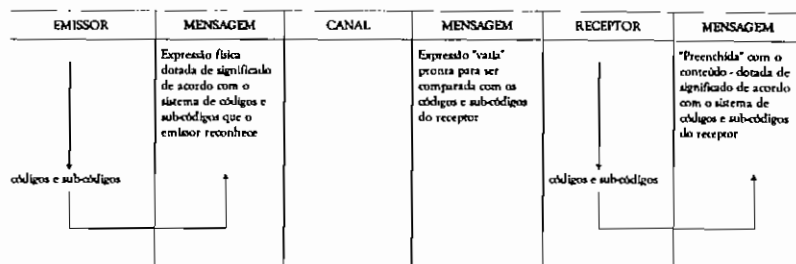 EMISSOR
MENSAGEM
CANAL
MENSAGEM
RECEPTOR
MENSAGEM
Expressão física
dotada de significado
de acordo com o
sistema de códigos e
sub-códigos que o
emissor reconhece
Expressão "vazia"
pronta para ser
comparada com os
códigos e sub-códigos
do receptor
"Preenchida" com o
conteúdo - dotada de
significado de acordo
com o sistema de
códigos e sub-códigos
do receptor
códigos e sub-códigos
códigos e sub-códigos